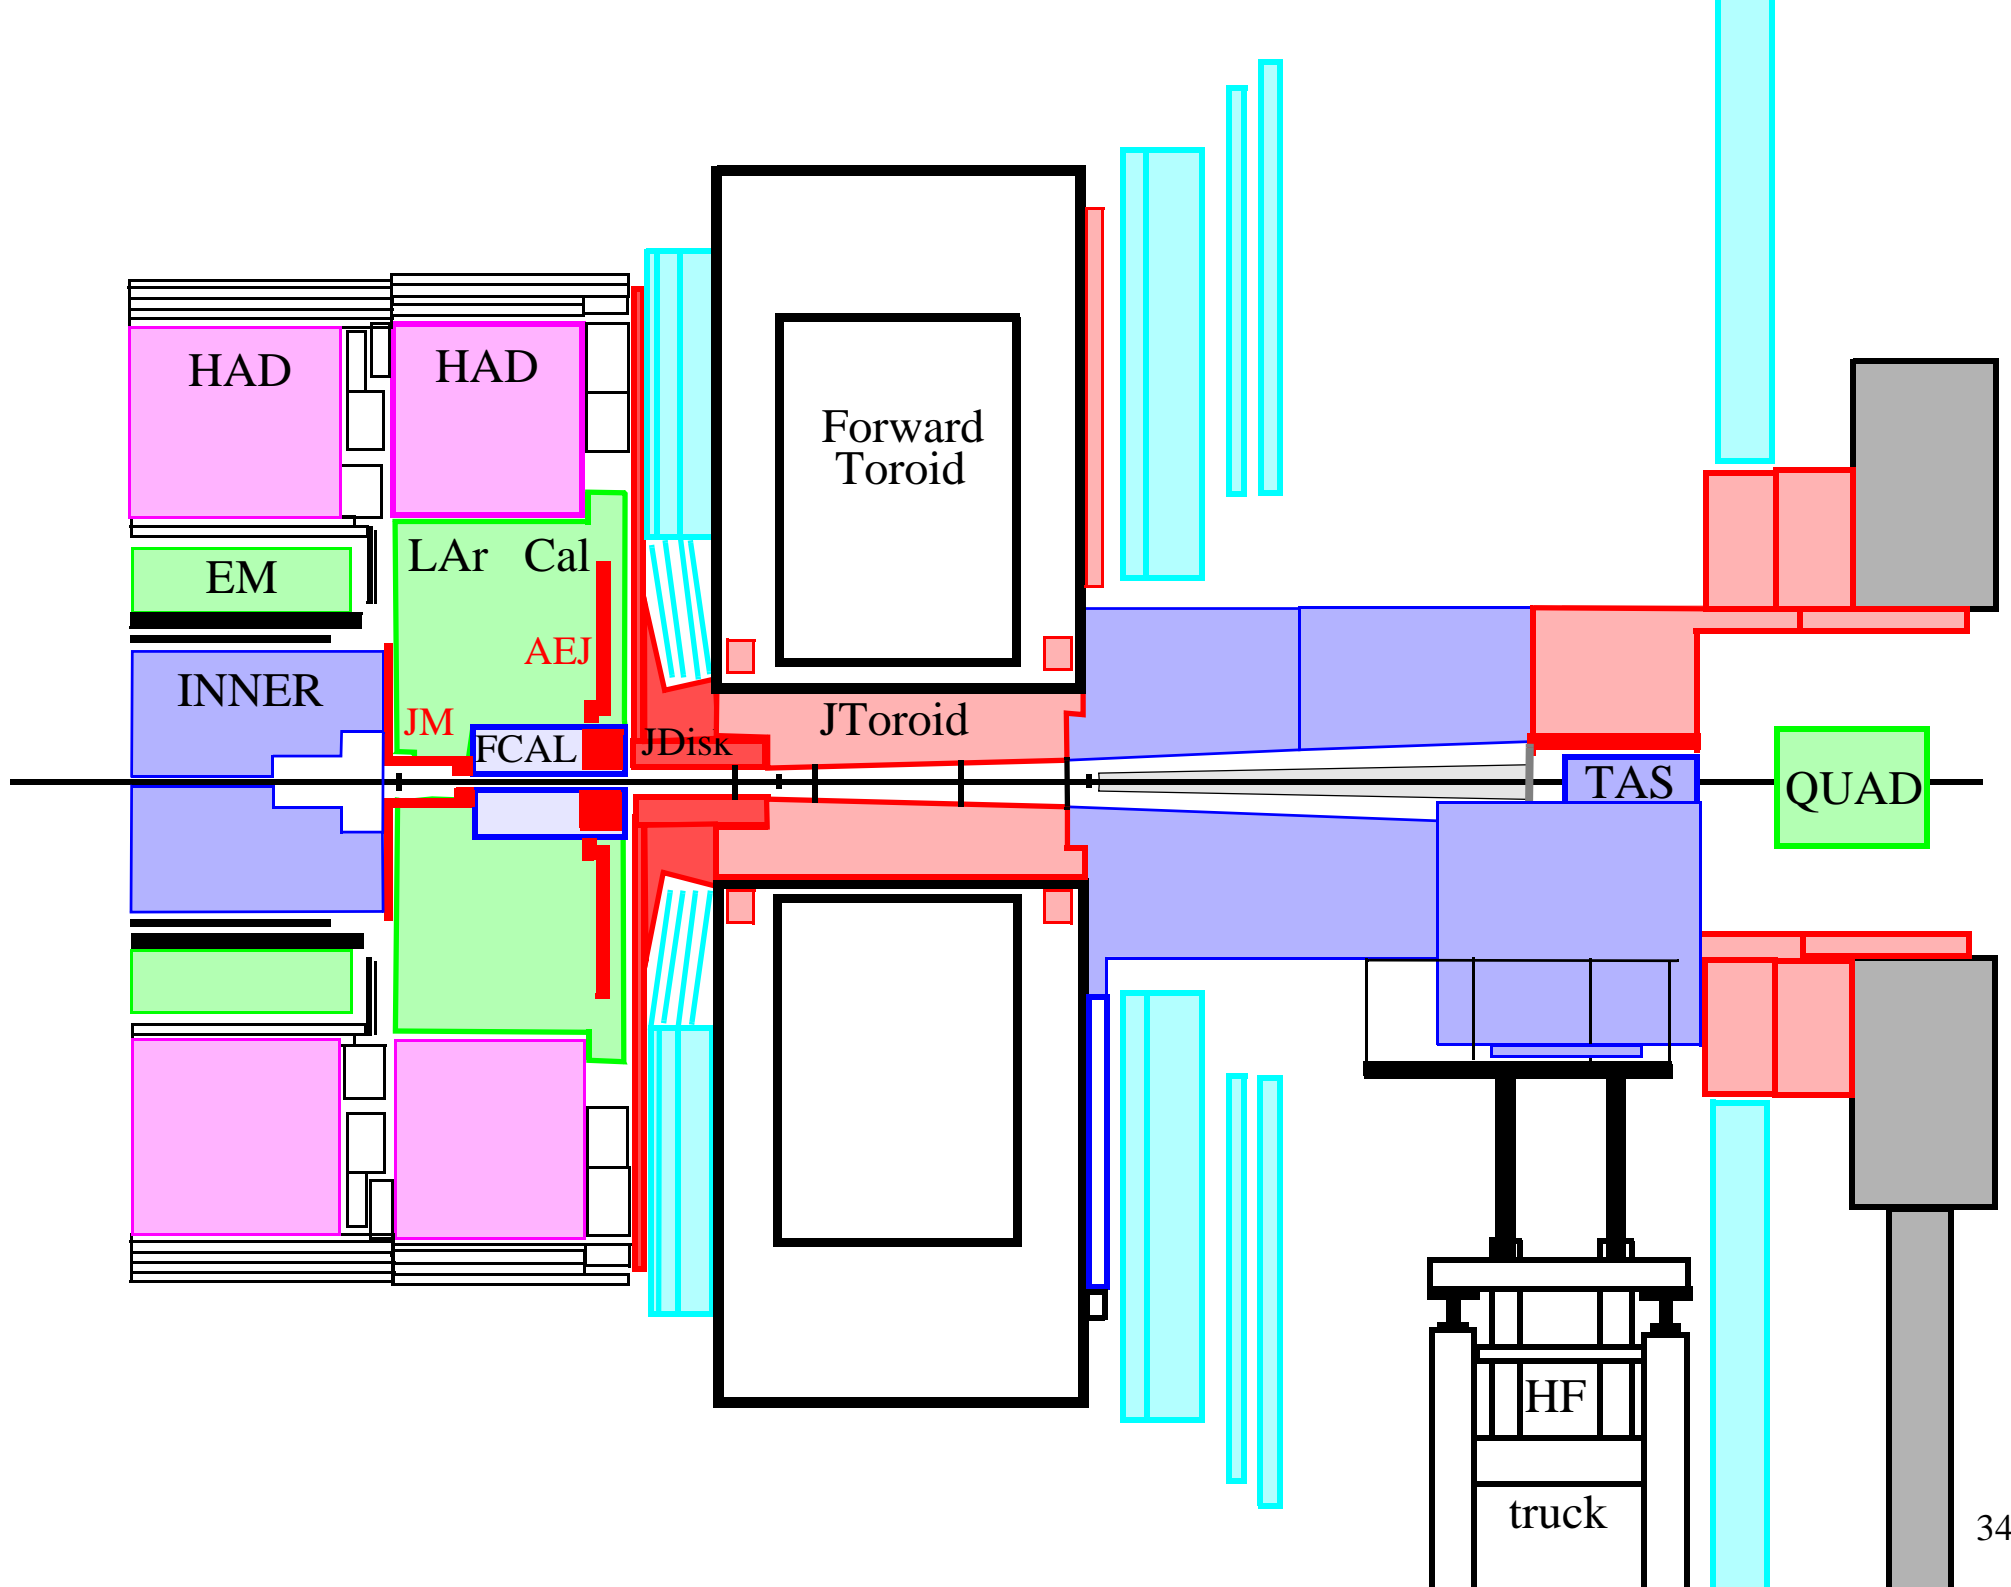 HAD
HAD
Forward
Toroid
LAr Cal
EM
AEJ
INNER
JM
JToroid
FCAL
JDisk
TAS
QUAD
HF
truck
34